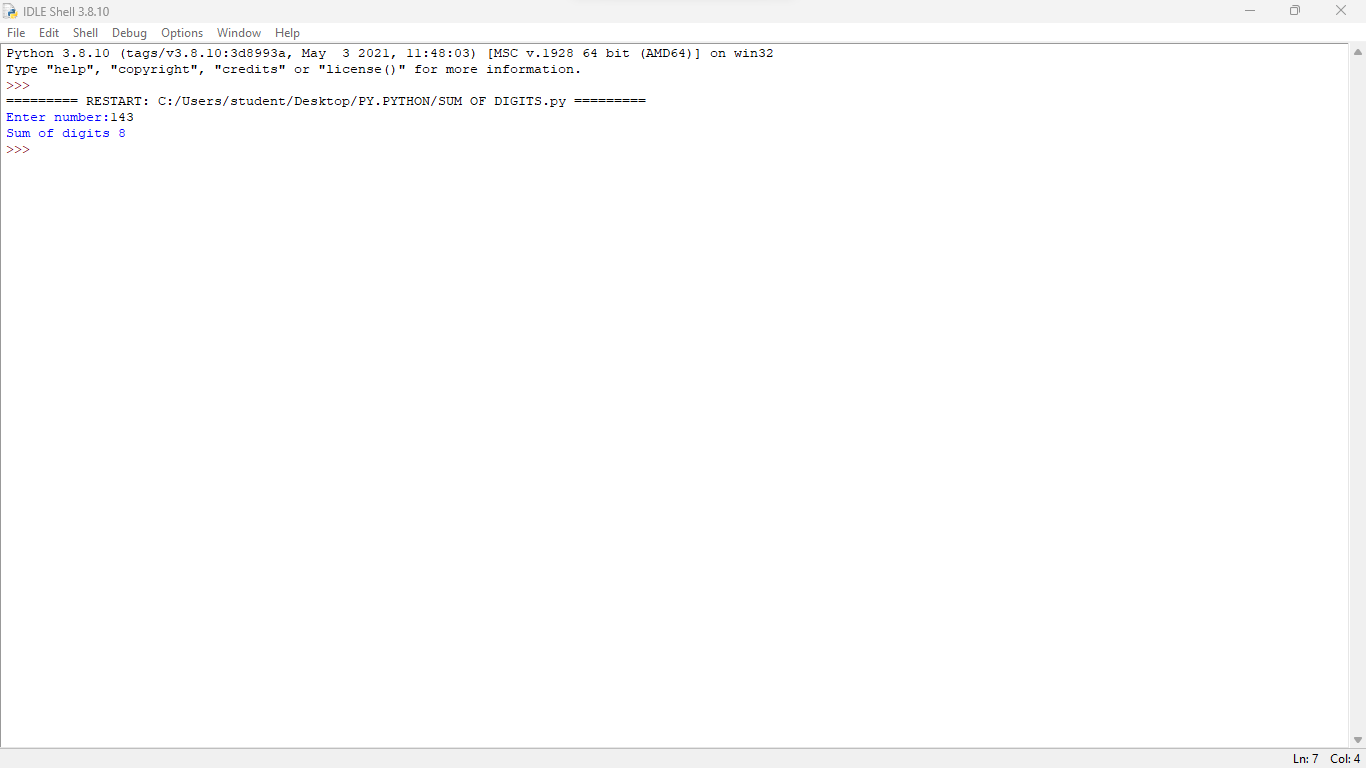 IDLE Shell 3.8.10
File Edit Shell Debug Options Window Help
Python 3.8.10 (tags/v3.8.10:3d8993a, May  3 2021, 11:48:03) [MSC v.1928 64 bit (AMD64)] on win32
Type "help", "copyright", "credits" or "license()" for more information.
>>>
========= RESTART: C:/Users/student/Desktop/PY.PYTHON/SUM OF DIGITS.py =========
Enter number:143
Sum of digits 8
>>>
Ln: 7 Col: 4